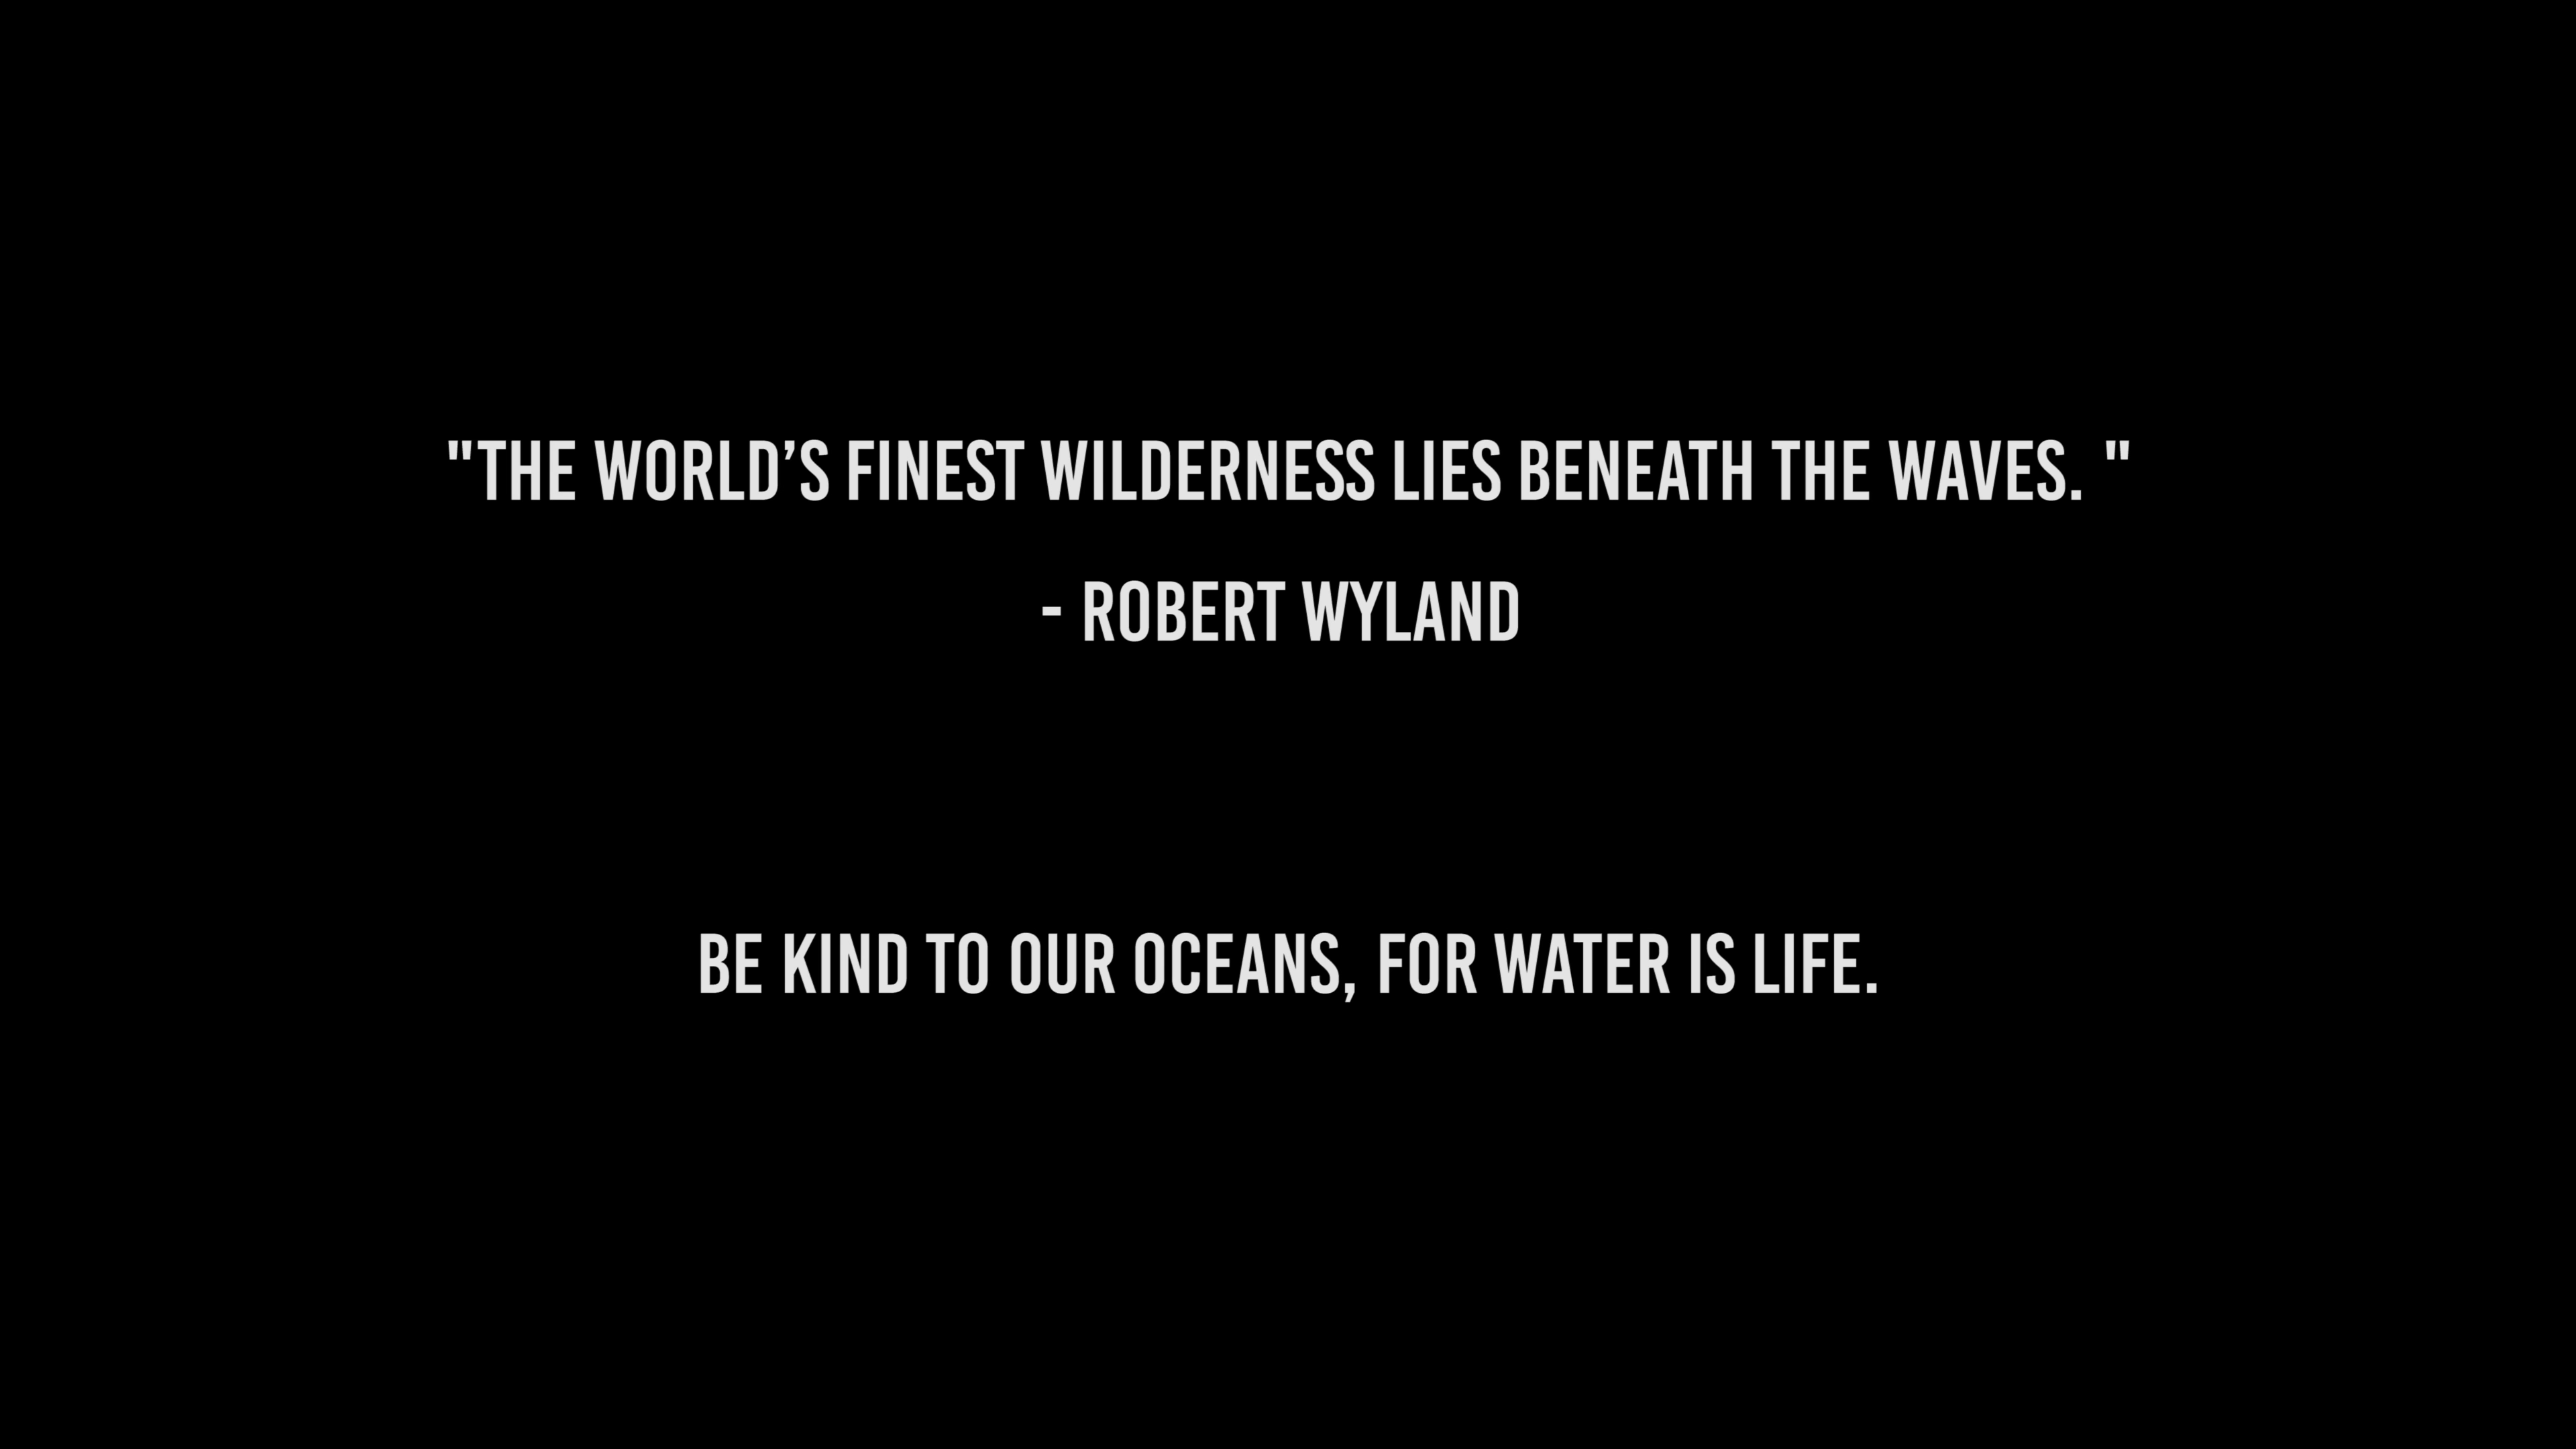 "THE WORLD’S FINEST WILDERNESS LIES BENEATH THE WAVES. "
- ROBERT WYLAND
BE KIND TO OUR OCEANS, FOR WATER IS LIFE.